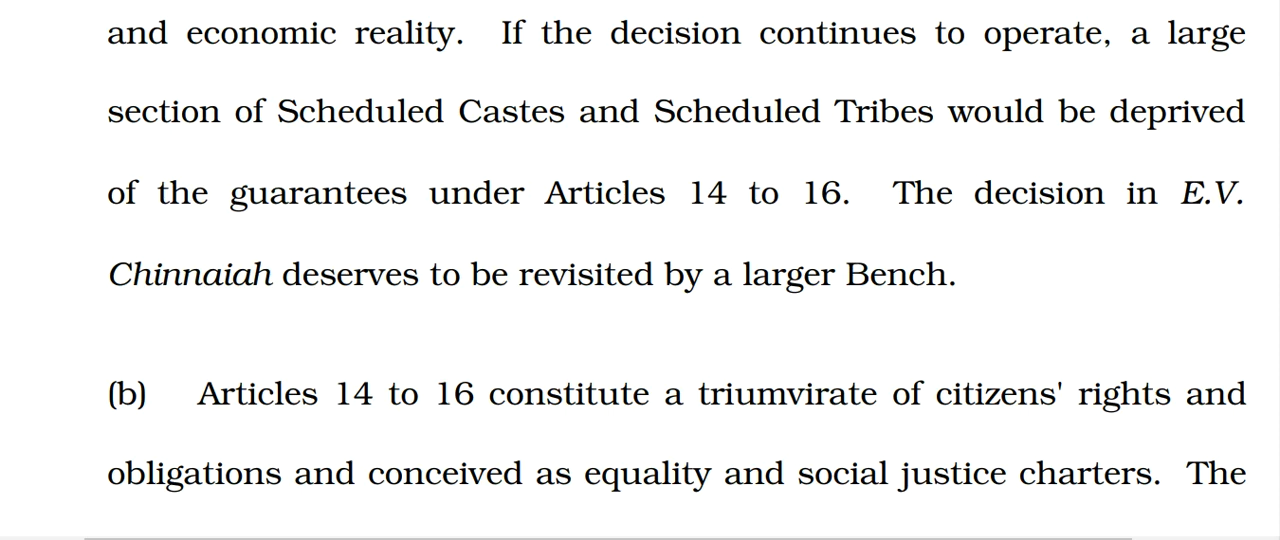 and economic reality. If the decision continues to operate, a large
section of Scheduled Castes and Scheduled Tribes would be deprived
of the guarantees under Articles 14 to 16. The decision in E.V.
Chinnaiah deserves to be revisited by a larger Bench.
(b) Articles 14 to 16 constitute a triumvirate of citizens' rights and
obligations and conceived as equality and social justice charters. The